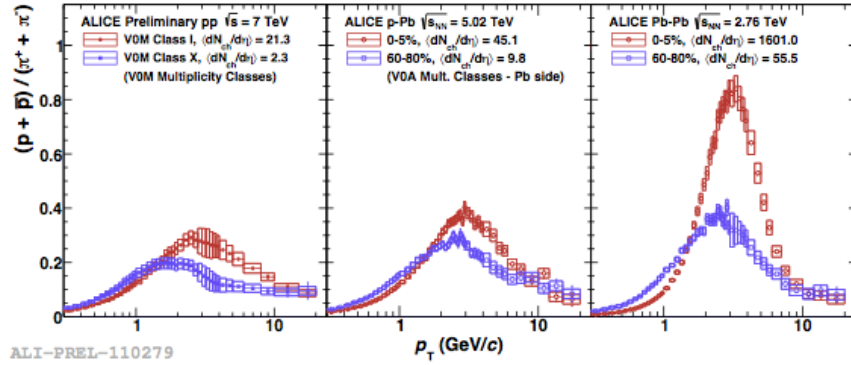 ALICE Preliminary pp √s = 7 TeV
V0M Class I, ⟨dN_ch/dη⟩ = 21.3
V0M Class X, ⟨dN_ch/dη⟩ = 2.3
(V0M Multiplicity Classes)
ALICE p-Pb √s_NN = 5.02 TeV
0-5%, ⟨dN_ch/dη⟩ = 45.1
60-80%, ⟨dN_ch/dη⟩ = 9.8
(V0A Mult. Classes - Pb side)
ALICE Pb-Pb √s_NN = 2.76 TeV
0-5%, ⟨dN_ch/dη⟩ = 1601.0
60-80%, ⟨dN_ch/dη⟩ = 55.5
(p + p̅) / (π⁺ + π⁻)
1
0.8
0.6
0.4
0.2
0
1 10 1 10 1 10
p_T (GeV/c)
ALI-PREL-110279